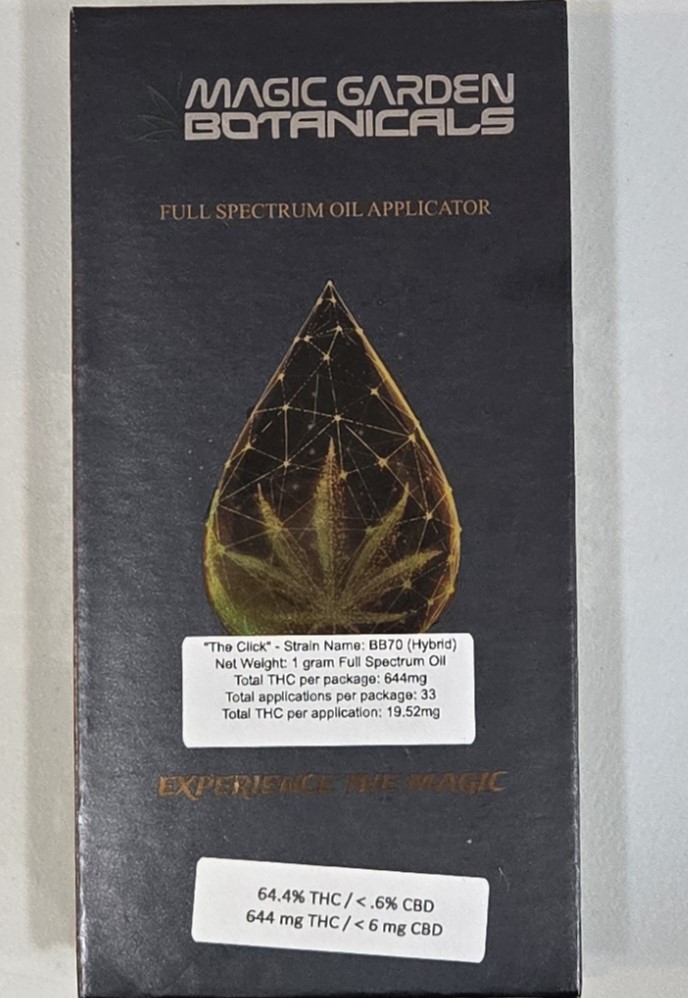 MAGIC GARDEN
BOTANICALS
FULL SPECTRUM OIL APPLICATOR
"The Click" - Strain Name: BB70 (Hybrid)
Net Weight: 1 gram Full Spectrum Oil
Total THC per package: 644mg
Total applications per package: 33
Total THC per application: 19.52mg
EXPERIENCE THE MAGIC
64.4% THC / < .6% CBD
644 mg THC / < 6 mg CBD